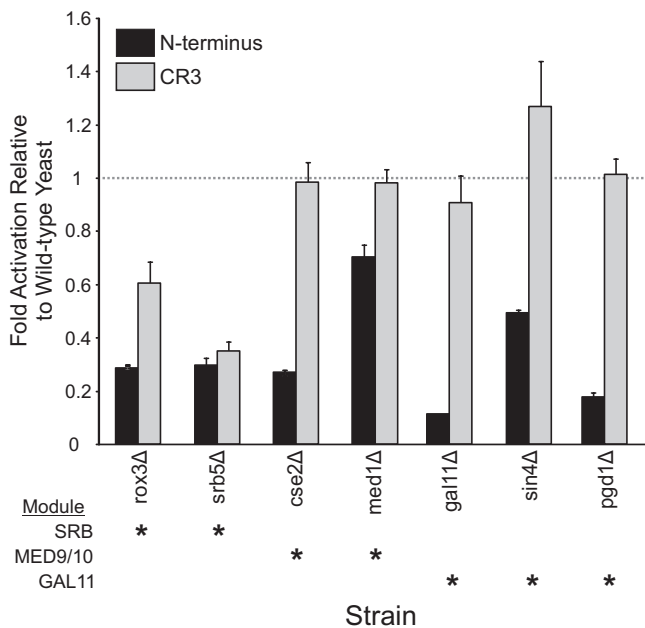 N-terminus
CR3
Fold Activation Relative
to Wild-type Yeast
1.6
1.4
1.2
1
0.8
0.6
0.4
0.2
0
rox3Δ
srb5Δ
cse2Δ
med1Δ
gal11Δ
sin4Δ
pgd1Δ
Module
SRB * *
MED9/10 * *
GAL11 * * *
Strain